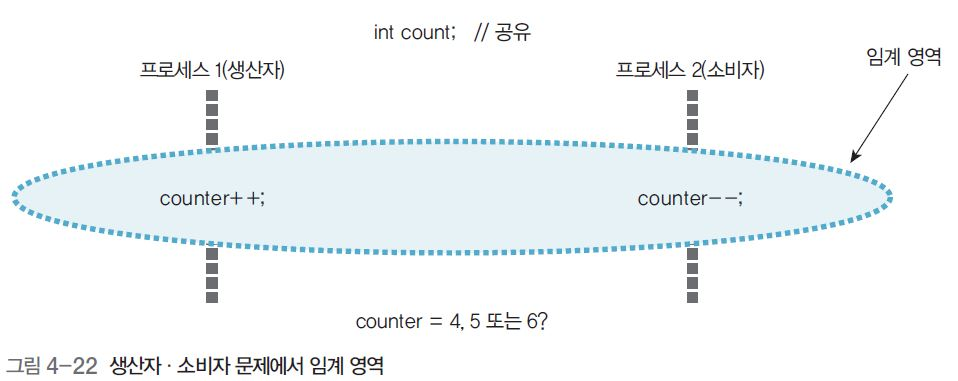 int count; // 공유
프로세스 1(생산자) 프로세스 2(소비자) 임계 영역
counter++; counter−−;
counter = 4, 5 또는 6?
그림 4-22 생산자 · 소비자 문제에서 임계 영역